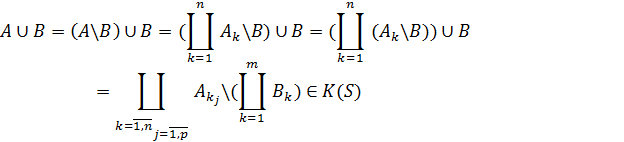 A ∪ B = (A\B) ∪ B = (∐_{k=1}^{n} A_k\B) ∪ B = (∐_{k=1}^{n} (A_k\B)) ∪ B
= ∐_{k=\overline{1,n}_{j=\overline{1,p}}} A_{k_j}\(∐_{k=1}^{m} B_k) ∈ K(S)